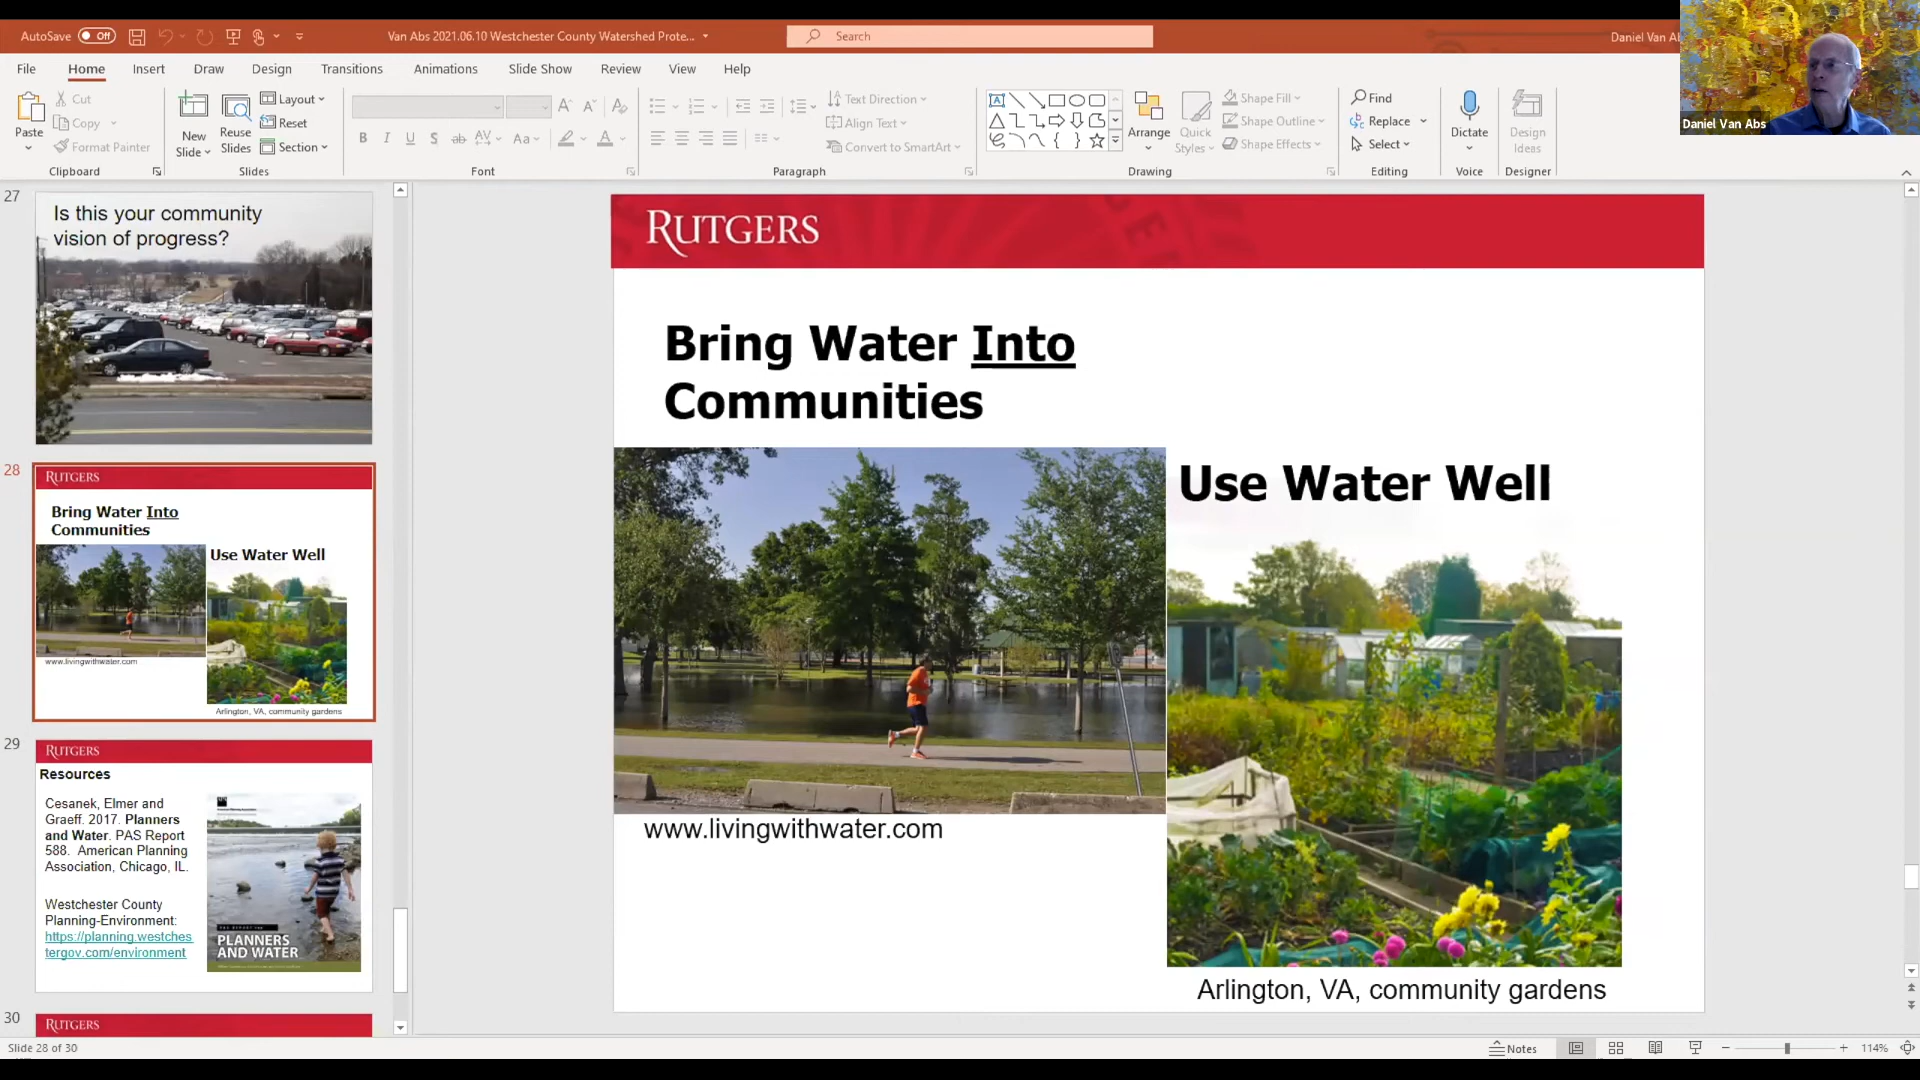 AutoSave Off
Van Abs 2021.06.10 Westchester County Watershed Prote...
Search
Daniel Van Ab
Daniel Van Abs
File Home Insert Draw Design Transitions Animations Slide Show Review View Help
Paste
Cut
Copy
Format Painter
Clipboard
New
Slide
Reuse
Slides
Layout
Reset
Section
Slides
Font
Text Direction
Align Text
Convert to SmartArt
Paragraph
Arrange
Quick
Styles
Shape Fill
Shape Outline
Shape Effects
Drawing
Find
Replace
Select
Editing
Dictate
Voice
Design
Ideas
Designer
27
Is this your community
vision of progress?
28
RUTGERS
Bring Water Into
Communities
Use Water Well
www.livingwithwater.com
Arlington, VA, community gardens
29
RUTGERS
Resources
Cesanek, Elmer and
Graeff. 2017. Planners
and Water. PAS Report
588. American Planning
Association, Chicago, IL.
Westchester County
Planning-Environment:
https://planning.westches
tergov.com/environment
PLANNERS
AND WATER
30
RUTGERS
RUTGERS
Bring Water Into
Communities
Use Water Well
www.livingwithwater.com
Arlington, VA, community gardens
Slide 28 of 30
Notes
114%